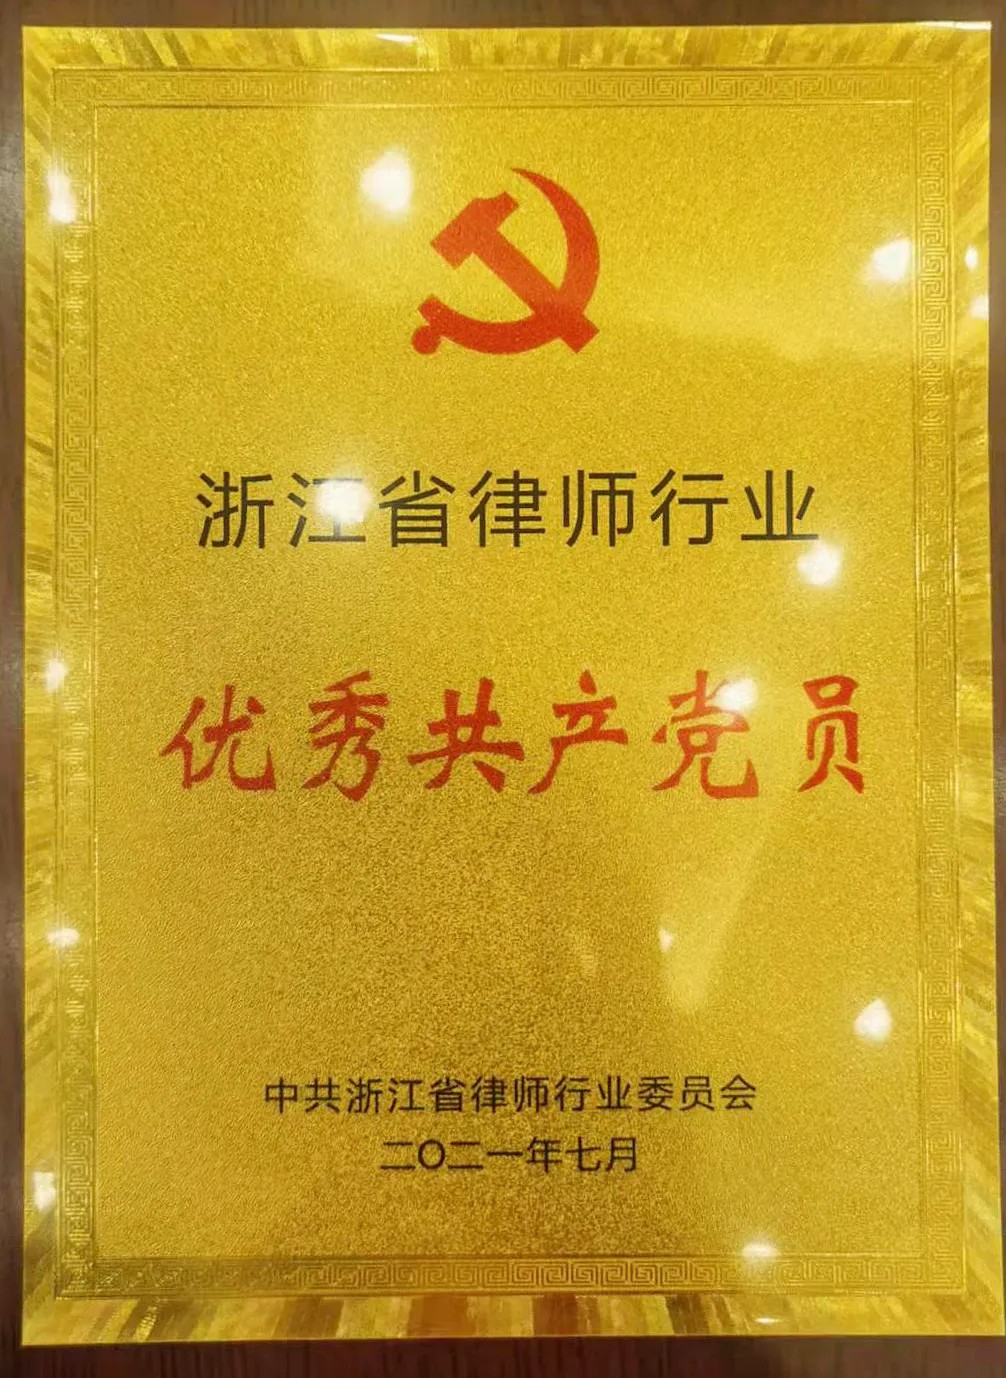 浙江省律师行业
优秀共产党员
中共浙江省律师行业委员会
二〇二一年七月